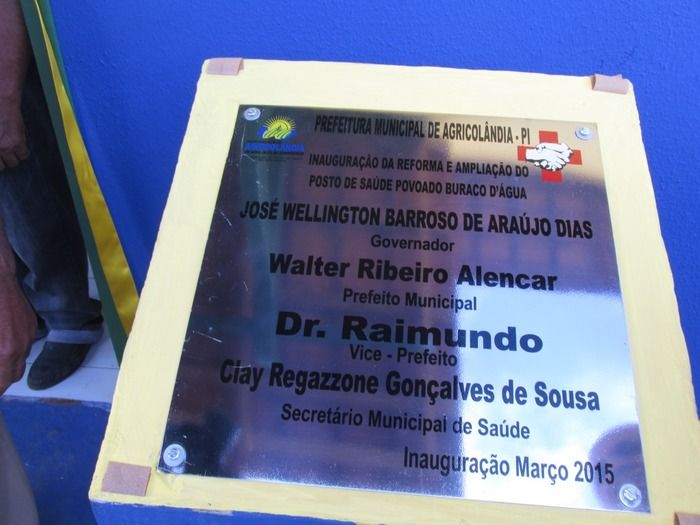 PREFEITURA MUNICIPAL DE AGRICOLÂNDIA - PI
AGRICOLÂNDIA
INAUGURAÇÃO DA REFORMA E AMPLIAÇÃO DO
POSTO DE SAÚDE POVOADO BURACO D'ÁGUA
JOSÉ WELLINGTON BARROSO DE ARAÚJO DIAS
Governador
Walter Ribeiro Alencar
Prefeito Municipal
Dr. Raimundo
Vice - Prefeito
Clay Regazzone Gonçalves de Sousa
Secretário Municipal de Saúde
Inauguração Março 2015